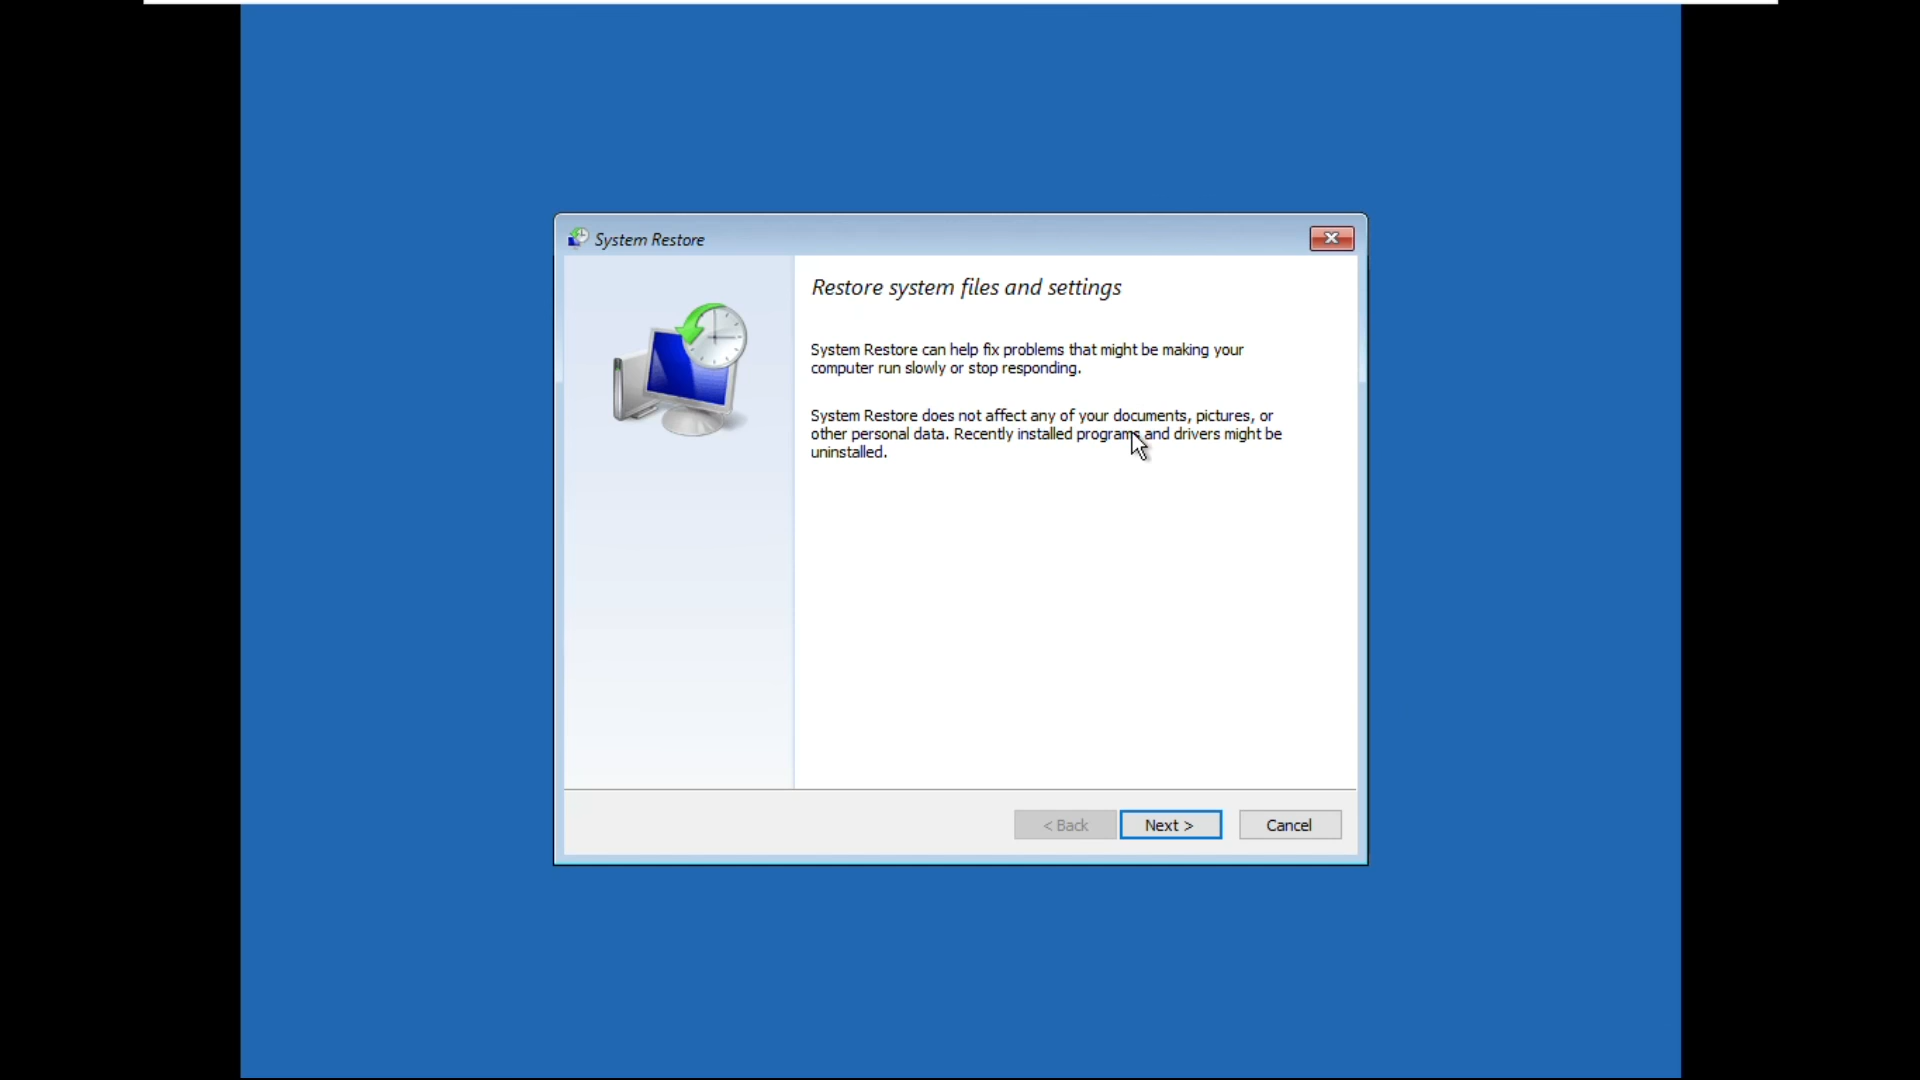 System Restore
Restore system files and settings
System Restore can help fix problems that might be making your
computer run slowly or stop responding.
System Restore does not affect any of your documents, pictures, or
other personal data. Recently installed programs and drivers might be
uninstalled.
< Back
Next >
Cancel